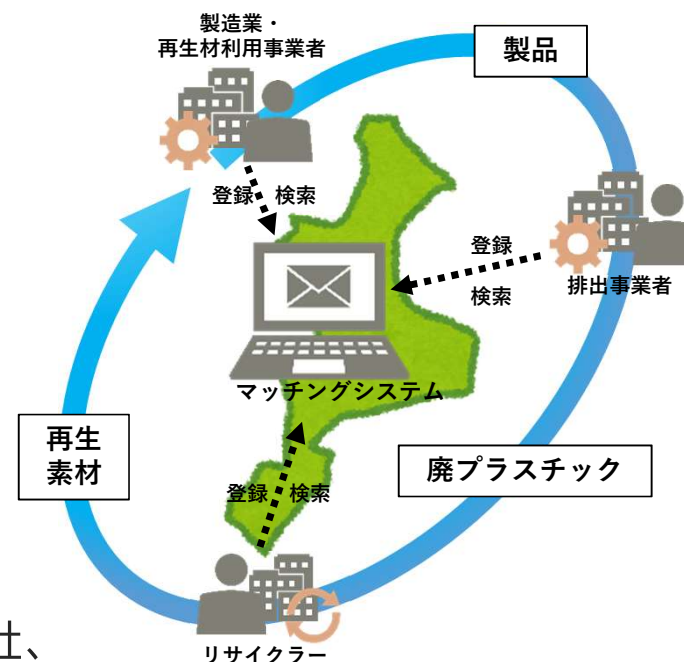 製造業・
再生材利用事業者
製品
登録 検索
登録
検索
排出事業者
マッチングシステム
再生
素材
廃プラスチック
登録 検索
リサイクラー
社、